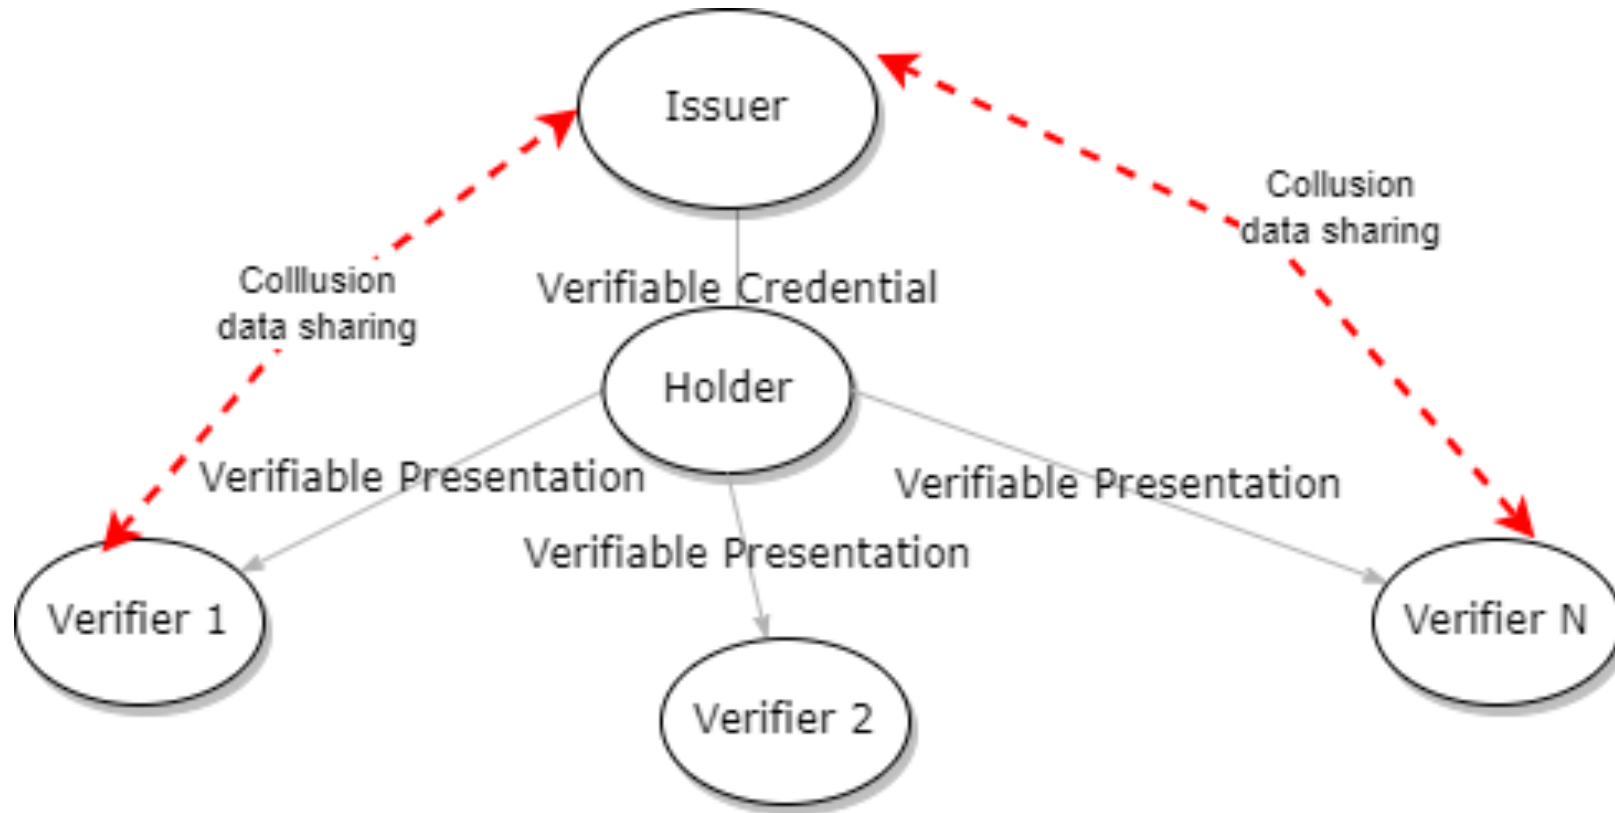 Issuer
Collusion
data sharing
Colllusion
data sharing
Verifiable Credential
Holder
Verifiable Presentation
Verifiable Presentation
Verifiable Presentation
Verifier 1
Verifier N
Verifier 2